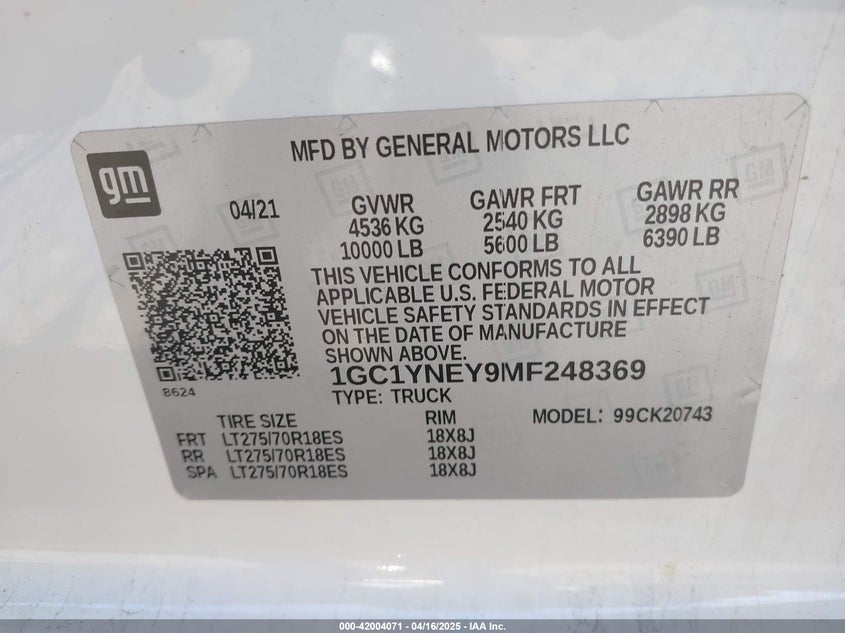 MFD BY GENERAL MOTORS LLC
gm
04/21
GVWR GAWR FRT GAWR RR
4536 KG 2540 KG 2898 KG
10000 LB 5600 LB 6390 LB
THIS VEHICLE CONFORMS TO ALL
APPLICABLE U.S. FEDERAL MOTOR
VEHICLE SAFETY STANDARDS IN EFFECT
ON THE DATE OF MANUFACTURE
SHOWN ABOVE.
1GC1YNEY9MF248369
8624
TYPE: TRUCK
TIRE SIZE RIM MODEL: 99CK20743
FRT LT275/70R18ES 18X8J
RR LT275/70R18ES 18X8J
SPA LT275/70R18ES 18X8J
000-42004071 - 04/16/2025 - IAA Inc.